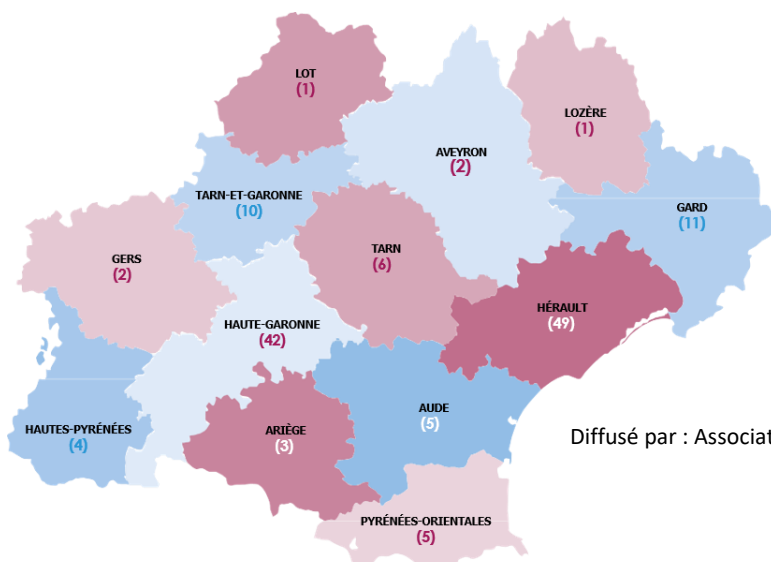 LOT
(1)
LOZÈRE
(1)
AVEYRON
(2)
TARN-ET-GARONNE
(10)
GARD
(11)
TARN
(6)
GERS
(2)
HÉRAULT
(49)
HAUTE-GARONNE
(42)
AUDE
(5)
HAUTES-PYRÉNÉES
(4)
ARIÈGE
(3)
Diffusé par : Associat
PYRÉNÉES-ORIENTALES
(5)